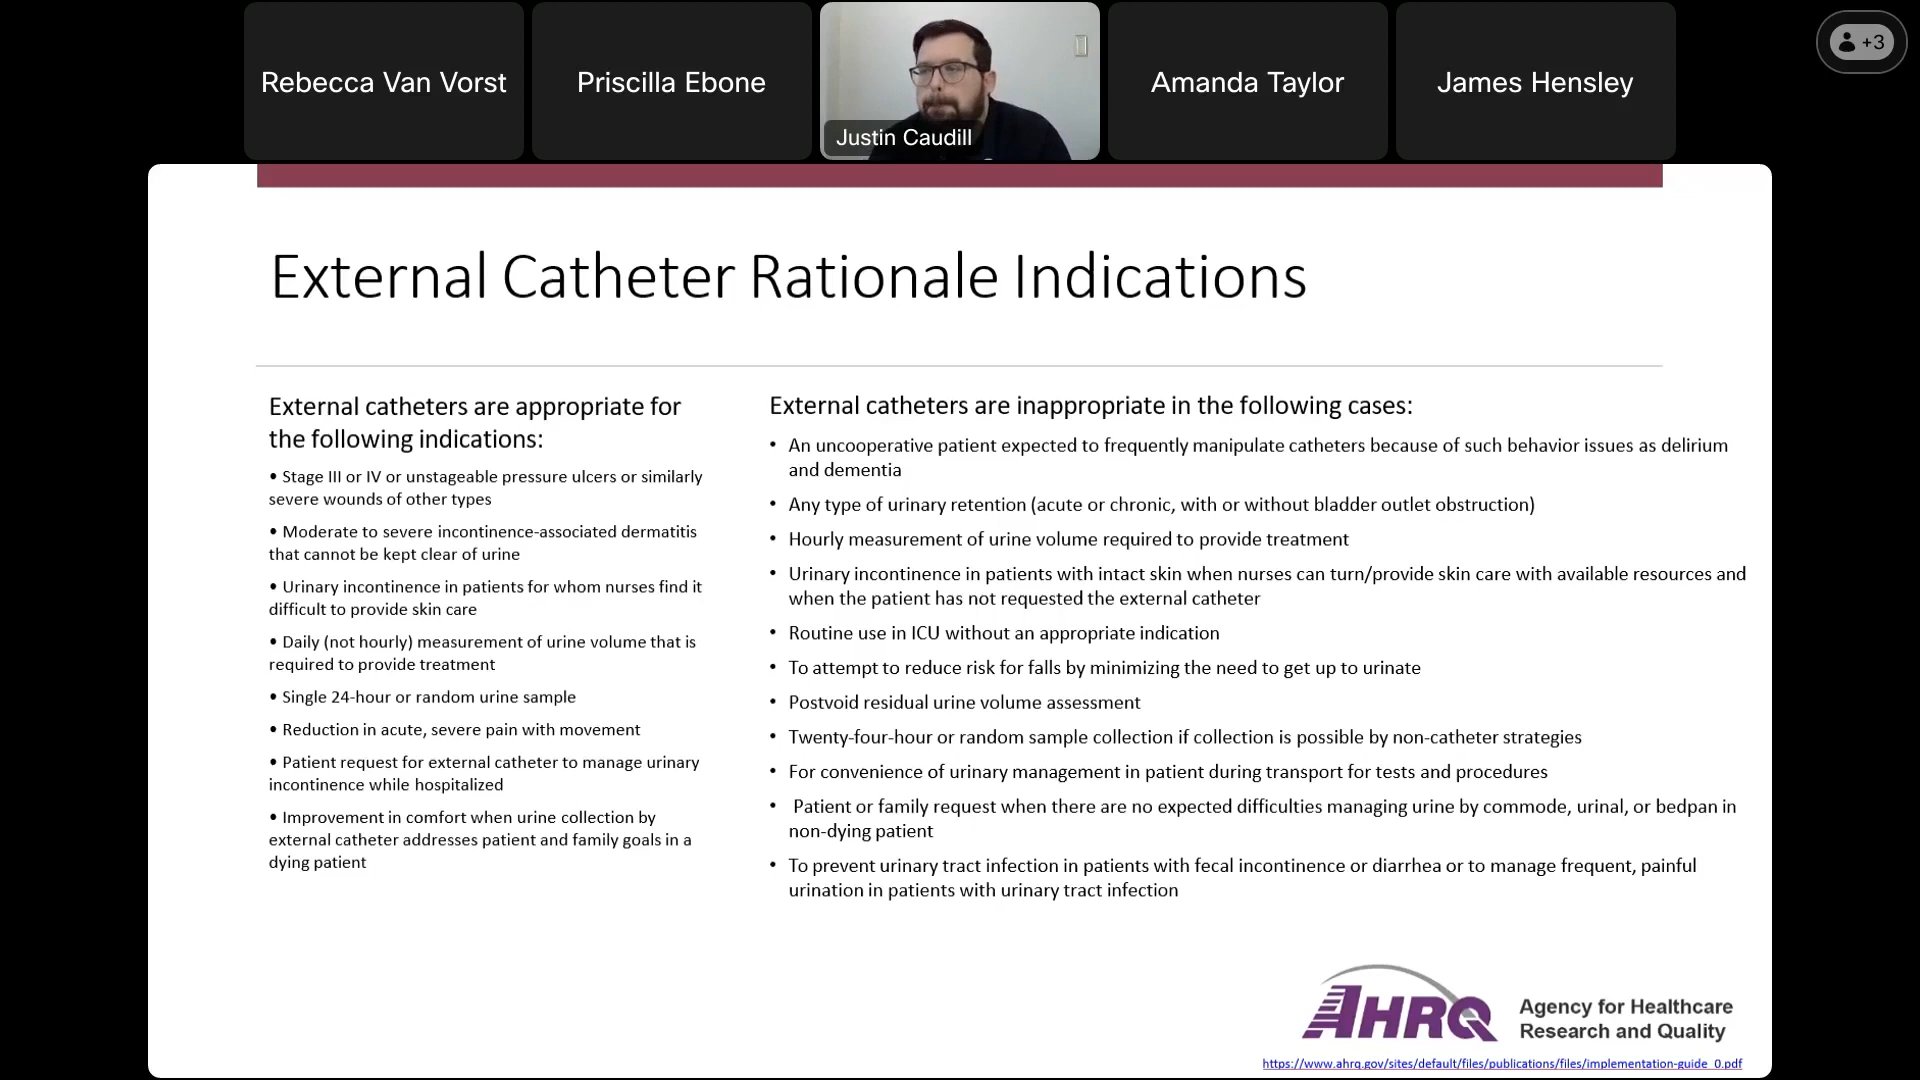 Rebecca Van Vorst
Priscilla Ebone
Justin Caudill
Amanda Taylor
James Hensley
+3
External Catheter Rationale Indications
External catheters are appropriate for
the following indications:
• Stage III or IV or unstageable pressure ulcers or similarly
severe wounds of other types
• Moderate to severe incontinence-associated dermatitis
that cannot be kept clear of urine
• Urinary incontinence in patients for whom nurses find it
difficult to provide skin care
• Daily (not hourly) measurement of urine volume that is
required to provide treatment
• Single 24-hour or random urine sample
• Reduction in acute, severe pain with movement
• Patient request for external catheter to manage urinary
incontinence while hospitalized
• Improvement in comfort when urine collection by
external catheter addresses patient and family goals in a
dying patient
External catheters are inappropriate in the following cases:
• An uncooperative patient expected to frequently manipulate catheters because of such behavior issues as delirium
and dementia
• Any type of urinary retention (acute or chronic, with or without bladder outlet obstruction)
• Hourly measurement of urine volume required to provide treatment
• Urinary incontinence in patients with intact skin when nurses can turn/provide skin care with available resources and
when the patient has not requested the external catheter
• Routine use in ICU without an appropriate indication
• To attempt to reduce risk for falls by minimizing the need to get up to urinate
• Postvoid residual urine volume assessment
• Twenty-four-hour or random sample collection if collection is possible by non-catheter strategies
• For convenience of urinary management in patient during transport for tests and procedures
• Patient or family request when there are no expected difficulties managing urine by commode, urinal, or bedpan in
non-dying patient
• To prevent urinary tract infection in patients with fecal incontinence or diarrhea or to manage frequent, painful
urination in patients with urinary tract infection
AHRQ
Agency for Healthcare
Research and Quality
https://www.ahrq.gov/sites/default/files/publications/files/implementation-guide_0.pdf